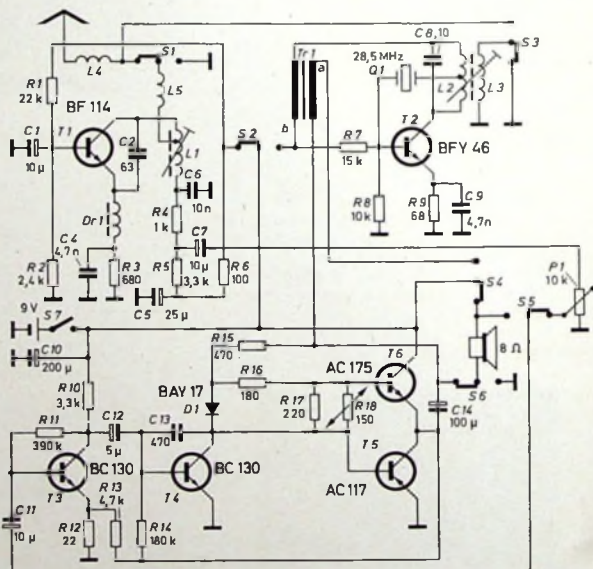 L4
S1
R1
22 k
BF 114
L5
C1
10 μ
T1
C2
63
L1
C6
10 n
Dr1
R4
1 k
C7
10 μ
C4
4,7n
R2
2,4 k
R3
680
R5
3,3 k
R6
100
C5
25 μ
S2
Tr1
a
b
C 8,10
28,5 MHz
Q1
L2
L3
S3
T2
BFY 46
R7
15 k
R8
10 k
R9
68
C9
4,7n
S4
S5
P1
10 k
8 Ω
S6
9 V
S7
C10
200 μ
R10
3,3 k
R15
470
BAY 17
D1
R16
180
R17
220
R18
150
AC 175
T6
C14
100 μ
R11
390 k
C12
5 μ
C13
470
BC 130
T3
BC 130
T4
T5
AC 117
C11
10 μ
R12
22
R13
4,7 k
R14
180 k